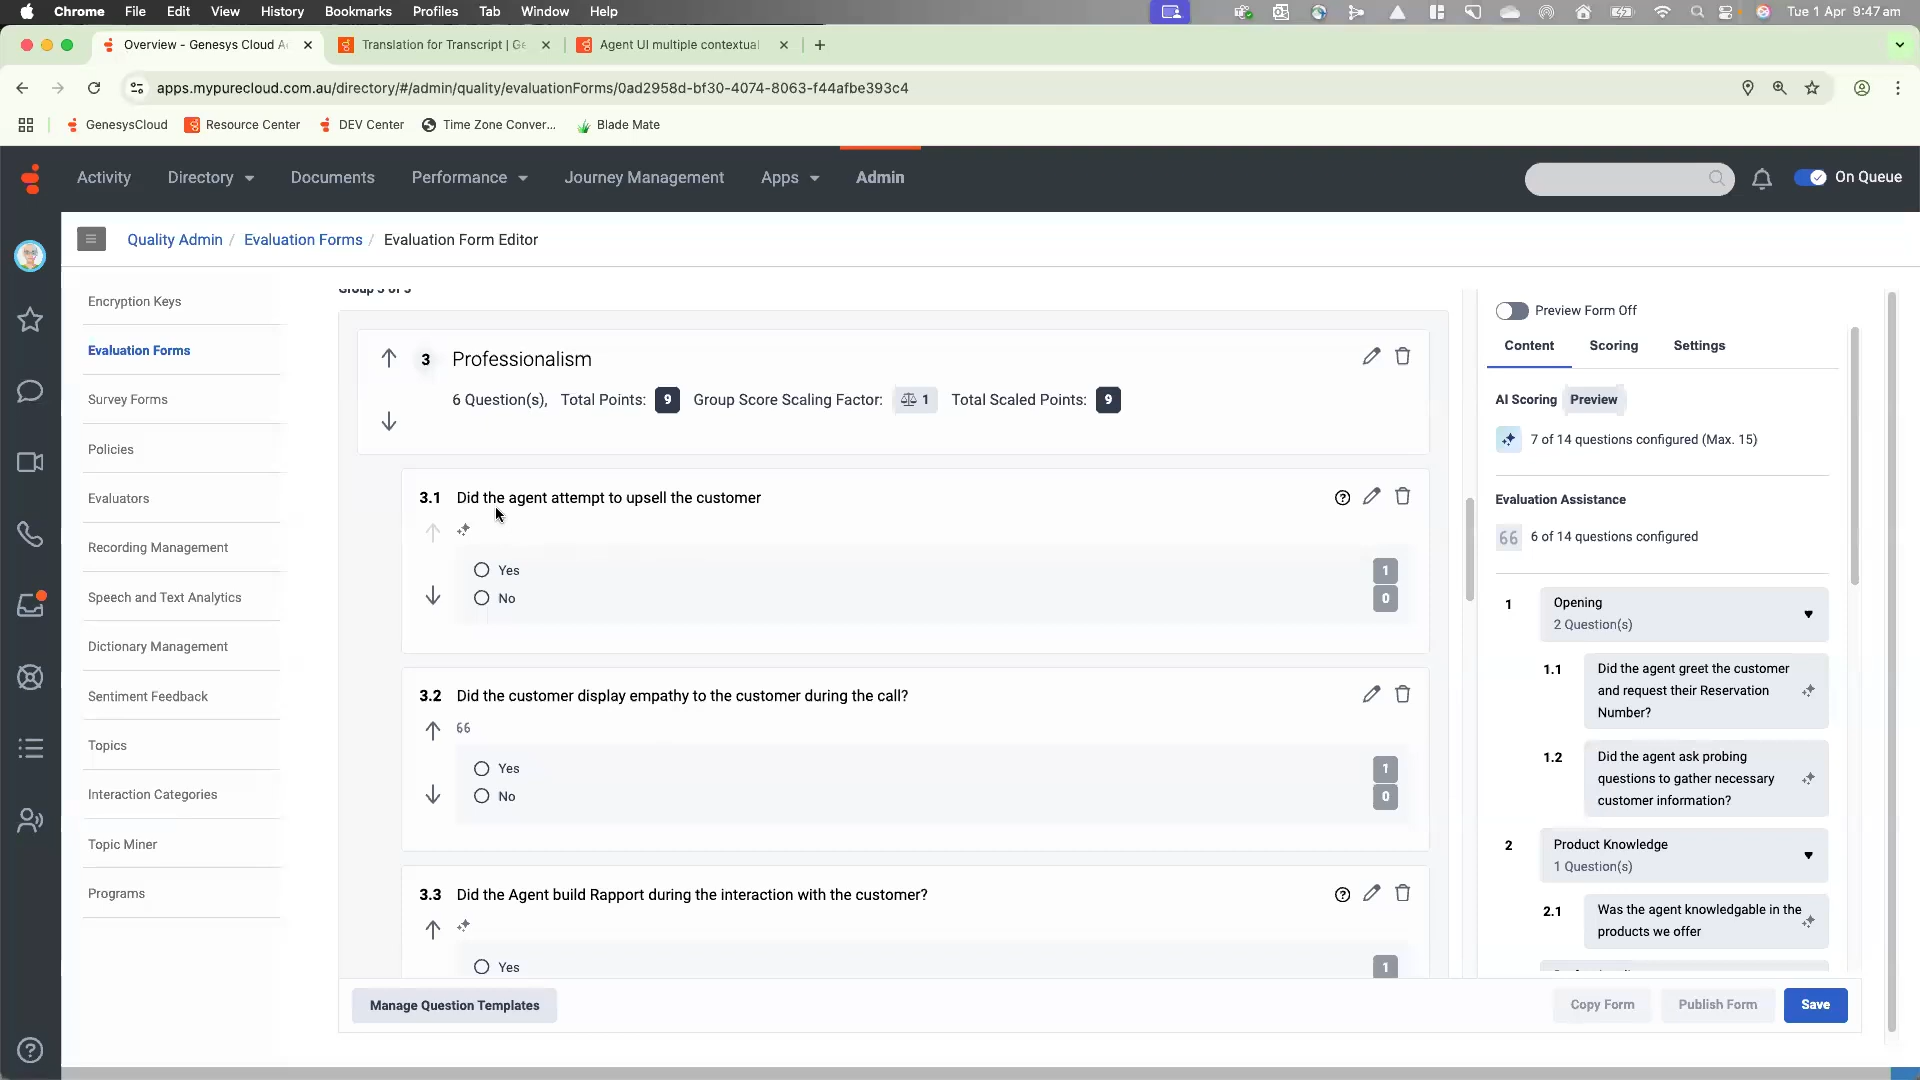 Chrome File Edit View History Bookmarks Profiles Tab Window Help Tue 1 Apr 9:47 am
Overview - Genesys Cloud A
Translation for Transcript | Ge
Agent UI multiple contextual
apps.mypurecloud.com.au/directory/#/admin/quality/evaluationForms/0ad2958d-bf30-4074-8063-f44afbe393c4
GenesysCloud Resource Center DEV Center Time Zone Conver... Blade Mate
Activity Directory Documents Performance Journey Management Apps Admin On Queue
Quality Admin / Evaluation Forms / Evaluation Form Editor
Encryption Keys
Evaluation Forms
Survey Forms
Policies
Evaluators
Recording Management
Speech and Text Analytics
Dictionary Management
Sentiment Feedback
Topics
Interaction Categories
Topic Miner
Programs
3 Professionalism
6 Question(s), Total Points: 9 Group Score Scaling Factor: 1 Total Scaled Points: 9
3.1 Did the agent attempt to upsell the customer
Yes 1
No 0
3.2 Did the customer display empathy to the customer during the call?
Yes 1
No 0
3.3 Did the Agent build Rapport during the interaction with the customer?
Yes 1
Manage Question Templates
Copy Form Publish Form Save
Preview Form Off
Content Scoring Settings
AI Scoring Preview
7 of 14 questions configured (Max. 15)
Evaluation Assistance
6 of 14 questions configured
1 Opening
2 Question(s)
1.1 Did the agent greet the customer
and request their Reservation
Number?
1.2 Did the agent ask probing
questions to gather necessary
customer information?
2 Product Knowledge
1 Question(s)
2.1 Was the agent knowledgable in the
products we offer